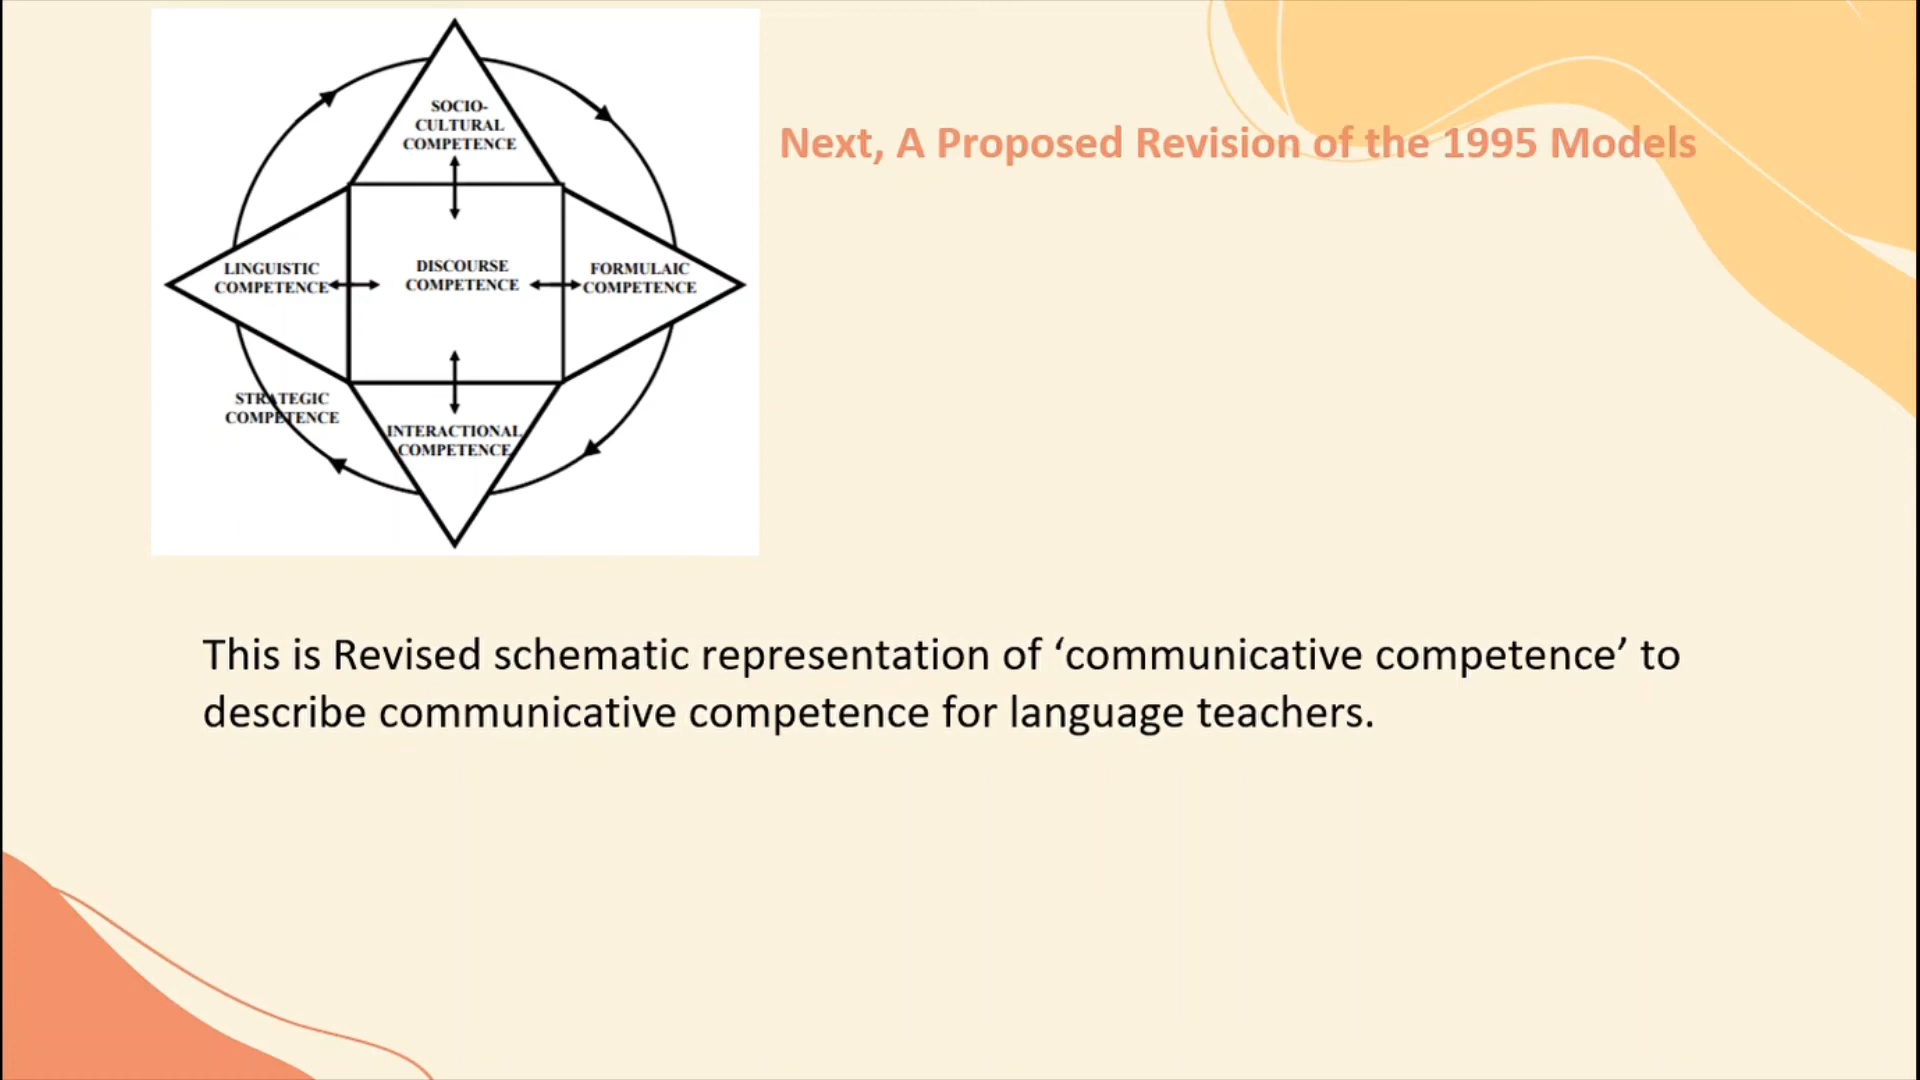 SOCIO-
CULTURAL
COMPETENCE
Next, A Proposed Revision of the 1995 Models
LINGUISTIC
COMPETENCE
DISCOURSE
COMPETENCE
FORMULAIC
COMPETENCE
STRATEGIC
COMPETENCE
INTERACTIONAL
COMPETENCE
This is Revised schematic representation of ‘communicative competence’ to
describe communicative competence for language teachers.